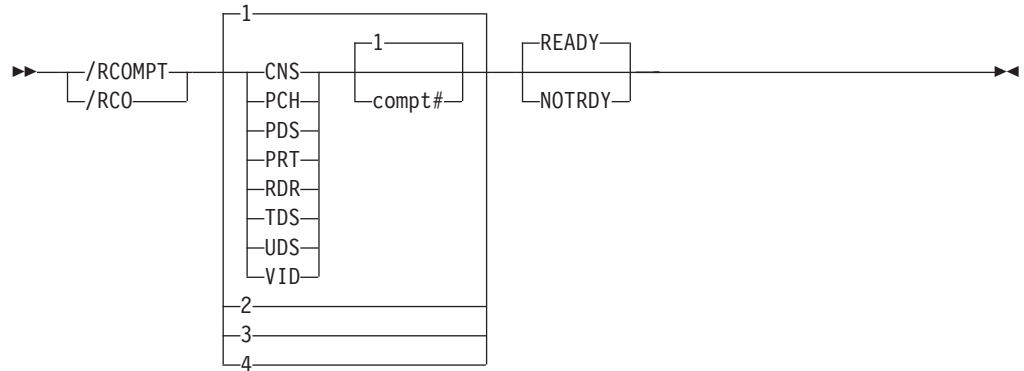 1
1 READY
/RCOMPT CNS
/RCO PCH compt# NOTRDY
PDS
PRT
RDR
TDS
UDS
VID
2
3
4